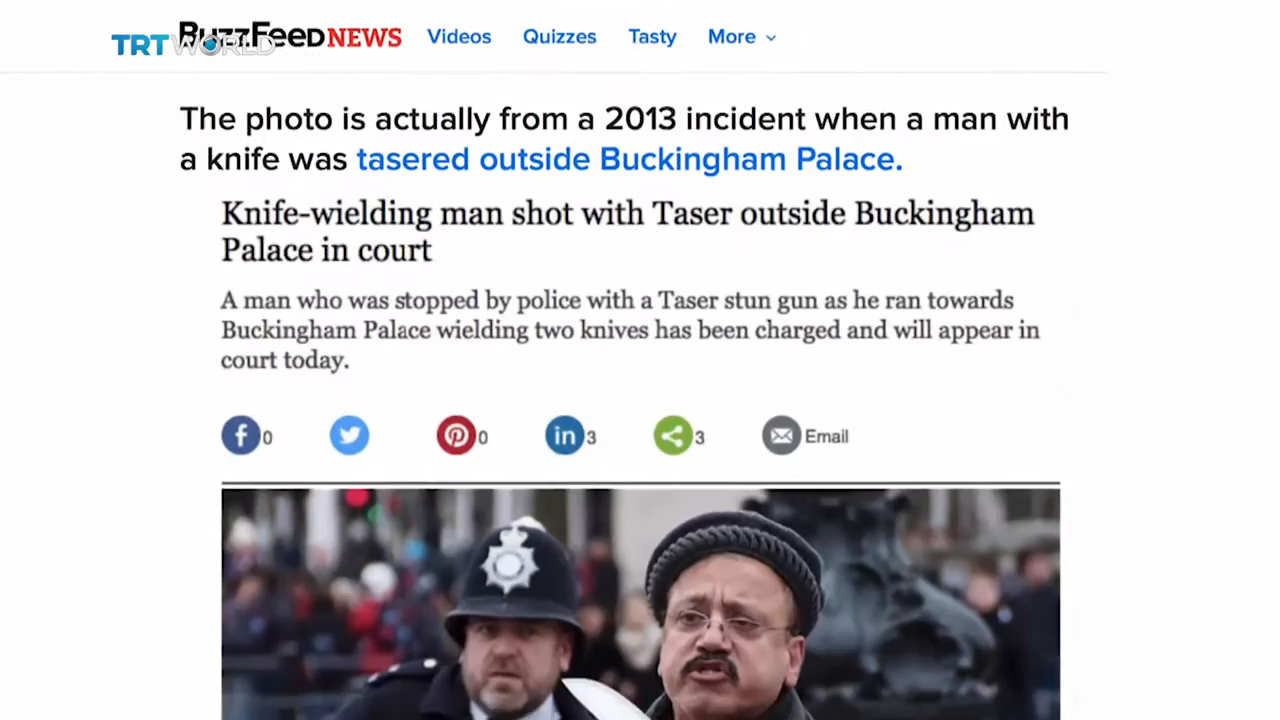 BuzzFeed NEWS Videos Quizzes Tasty More
TRT WORLD
The photo is actually from a 2013 incident when a man with
a knife was tasered outside Buckingham Palace.
Knife-wielding man shot with Taser outside Buckingham
Palace in court
A man who was stopped by police with a Taser stun gun as he ran towards
Buckingham Palace wielding two knives has been charged and will appear in
court today.
f 0 0 in 3 3 Email